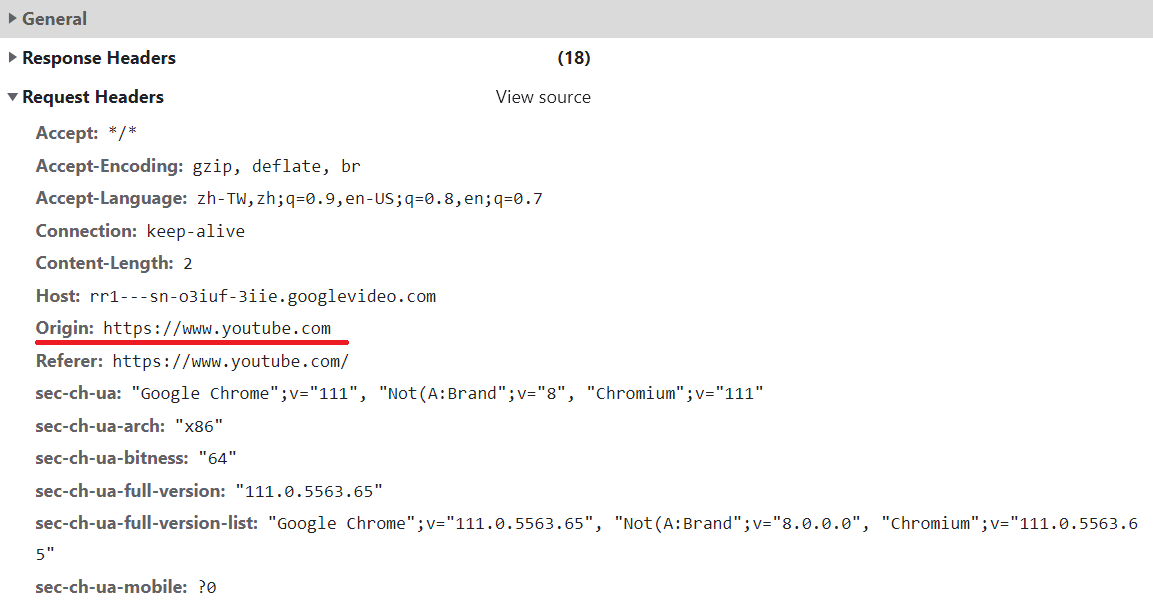 General
Response Headers (18)
Request Headers View source
Accept: */*
Accept-Encoding: gzip, deflate, br
Accept-Language: zh-TW,zh;q=0.9,en-US;q=0.8,en;q=0.7
Connection: keep-alive
Content-Length: 2
Host: rr1---sn-o3iuf-3iie.googlevideo.com
Origin: https://www.youtube.com
Referer: https://www.youtube.com/
sec-ch-ua: "Google Chrome";v="111", "Not(A:Brand";v="8", "Chromium";v="111"
sec-ch-ua-arch: "x86"
sec-ch-ua-bitness: "64"
sec-ch-ua-full-version: "111.0.5563.65"
sec-ch-ua-full-version-list: "Google Chrome";v="111.0.5563.65", "Not(A:Brand";v="8.0.0.0", "Chromium";v="111.0.5563.6
5"
sec-ch-ua-mobile: ?0